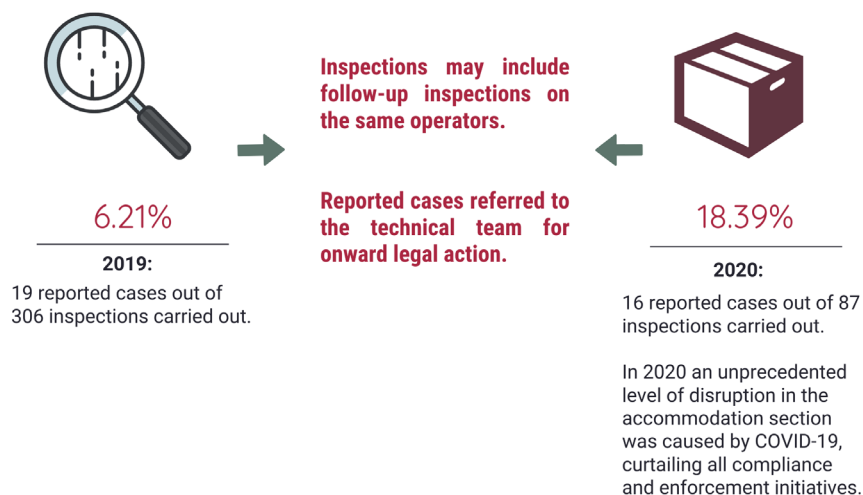 Inspections may include
follow-up inspections on
the same operators.
Reported cases referred to
the technical team for
onward legal action.
6.21%
2019:
19 reported cases out of
306 inspections carried out.
18.39%
2020:
16 reported cases out of 87
inspections carried out.
In 2020 an unprecedented
level of disruption in the
accommodation section
was caused by COVID-19,
curtailing all compliance
and enforcement initiatives.